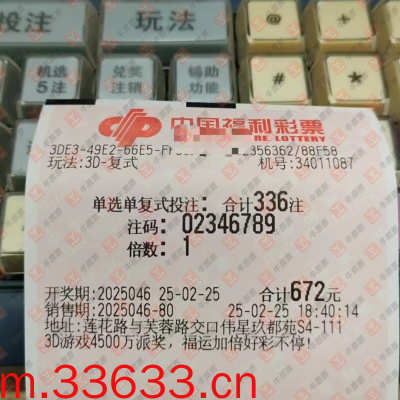 投注
玩法
机选
5注
兑奖
注销
辅助
功能
@
.
#
*
中国福利彩票
RE LOTTERY
3DE3-49E2-66E5-
356362/88F58
玩法:3D-复式
机号:34011087
单选单复式投注: 合计336注
注码: 02346789
倍数: 1
开奖期:2025046 25-02-25 合计672元
销售期:2025046-80 25-02-25 18:40:14
地址:莲花路与芙蓉路交口伟星玖都苑S4-111
3D游戏4500万派奖，福运加倍好彩不停!
m.33633.cn